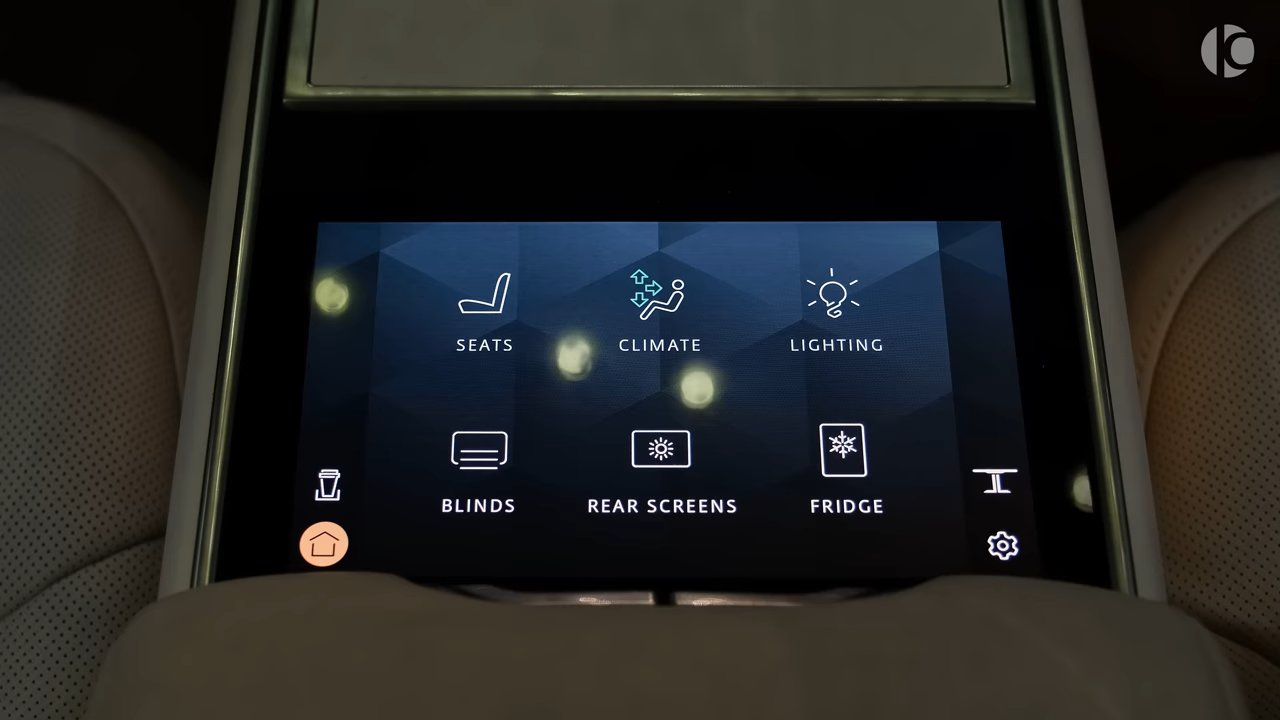 SEATS
CLIMATE
LIGHTING
BLINDS
REAR SCREENS
FRIDGE